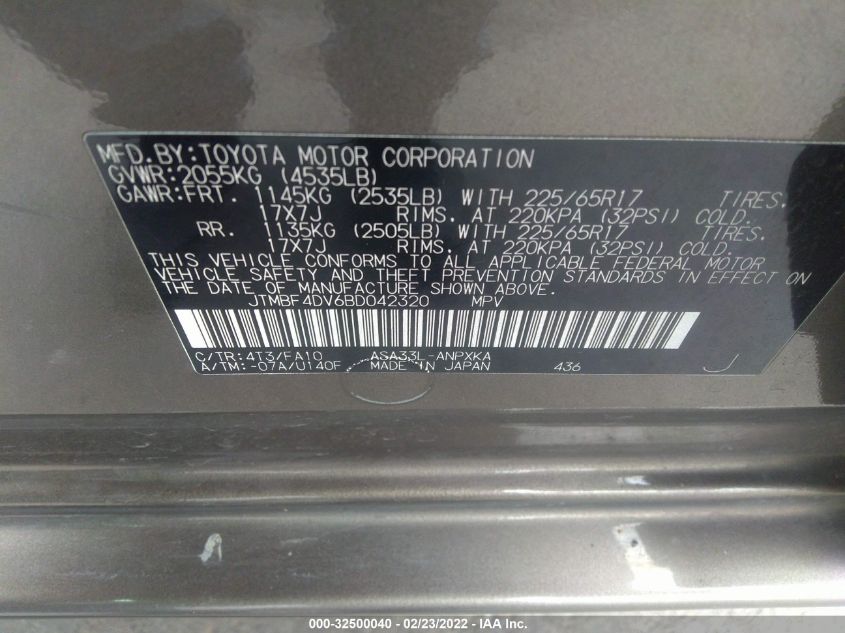 MFD.BY:TOYOTA MOTOR CORPORATION
GVWR:2055KG (4535LB)
GAWR:FRT. 1145KG (2535LB) WITH 225/65R17 TIRES.
17X7J RIMS. AT 220KPA (32PSI) COLD.
RR. 1135KG (2505LB) WITH 225/65R17 TIRES.
17X7J RIMS. AT 220KPA (32PSI) COLD.
THIS VEHICLE CONFORMS TO ALL APPLICABLE FEDERAL MOTOR
VEHICLE SAFETY AND THEFT PREVENTION STANDARDS IN EFFECT ON
THE DATE OF MANUFACTURE SHOWN ABOVE.
JTMBF4DV6BD042320 MPV
C/TR:4T3/FA10 ASA33L-ANPXKA
A/TM:-07A/U140F MADE IN JAPAN 436 J
000-32500040 - 02/23/2022 - IAA Inc.